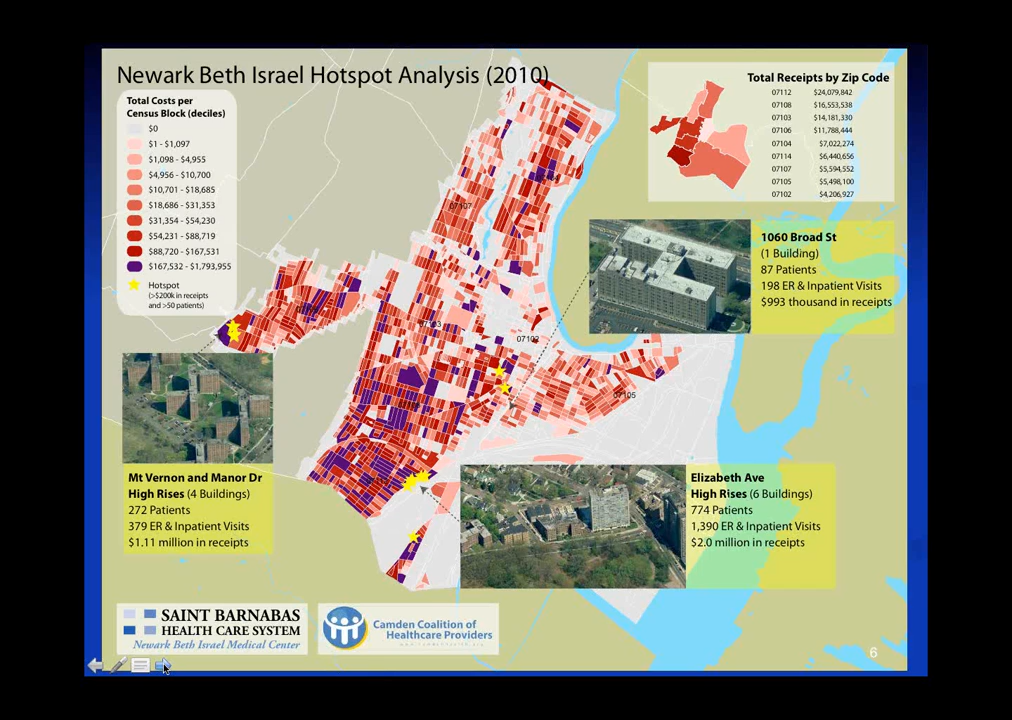 Newark Beth Israel Hotspot Analysis (2010)
Total Costs per
Census Block (deciles)
$0
$1 - $1,097
$1,098 - $4,955
$4,956 - $10,700
$10,701 - $18,685
$18,686 - $31,353
$31,354 - $54,230
$54,231 - $88,719
$88,720 - $167,531
$167,532 - $1,793,955
Hotspot
(>$200k in receipts
and >50 patients)
Total Receipts by Zip Code
07112 $24,079,842
07108 $16,553,538
07103 $14,181,330
07106 $11,788,444
07104 $7,022,274
07114 $6,440,656
07107 $5,594,552
07105 $5,498,100
07102 $4,206,927
07107
07102
07105
1060 Broad St
(1 Building)
87 Patients
198 ER & Inpatient Visits
$993 thousand in receipts
Mt Vernon and Manor Dr
High Rises (4 Buildings)
272 Patients
379 ER & Inpatient Visits
$1.11 million in receipts
Elizabeth Ave
High Rises (6 Buildings)
774 Patients
1,390 ER & Inpatient Visits
$2.0 million in receipts
SAINT BARNABAS
HEALTH CARE SYSTEM
Newark Beth Israel Medical Center
Camden Coalition of
Healthcare Providers
6